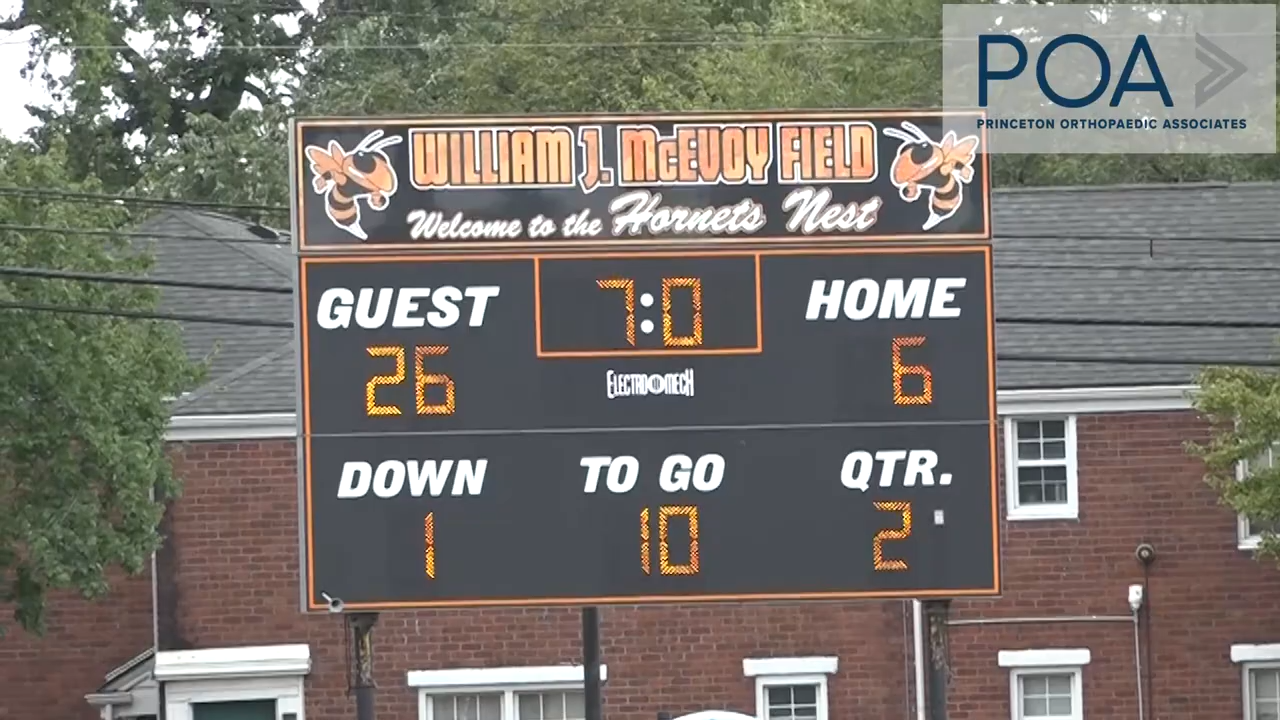 POA
PRINCETON ORTHOPAEDIC ASSOCIATES
WILLIAM J. McEVOY FIELD
Welcome to the Hornets Nest
GUEST 7:0 HOME
26 6
ELECTRO-MECH
DOWN TO GO QTR.
1 10 2